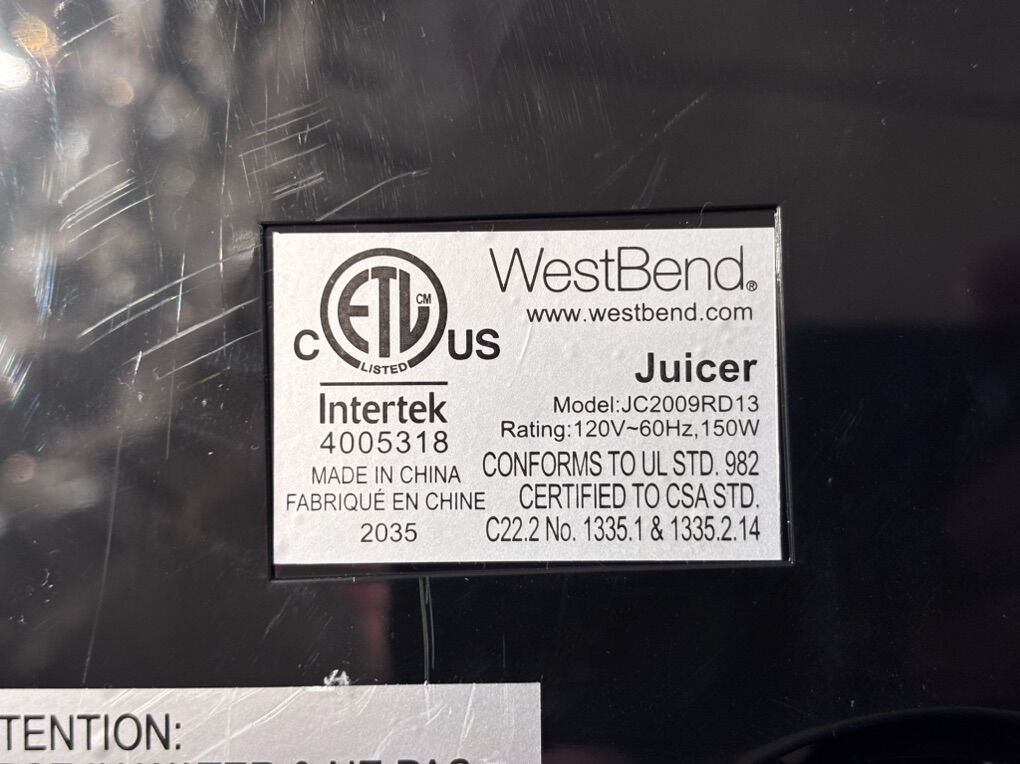 ETL CM
LISTED
C US
Intertek
4005318
MADE IN CHINA
FABRIQUÉ EN CHINE
2035
WestBend®
www.westbend.com
Juicer
Model:JC2009RD13
Rating:120V~60Hz,150W
CONFORMS TO UL STD. 982
CERTIFIED TO CSA STD.
C22.2 No. 1335.1 & 1335.2.14
TENTION: